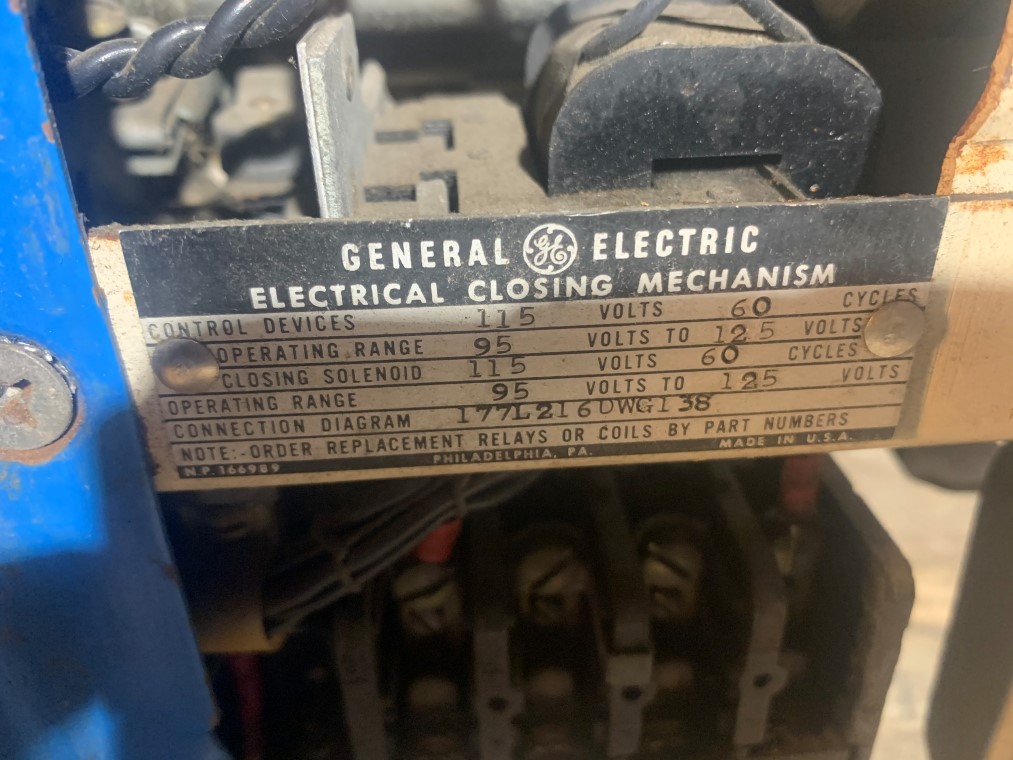 GENERAL GE ELECTRIC
ELECTRICAL CLOSING MECHANISM
CONTROL DEVICES 115 VOLTS 60 CYCLES
OPERATING RANGE 95 VOLTS TO 125 VOLTS
CLOSING SOLENOID 115 VOLTS 60 CYCLES
OPERATING RANGE 95 VOLTS TO 125 VOLTS
CONNECTION DIAGRAM 177L216DWG138
NOTE:-ORDER REPLACEMENT RELAYS OR COILS BY PART NUMBERS
N.P.166989 PHILADELPHIA, PA. MADE IN U.S.A.